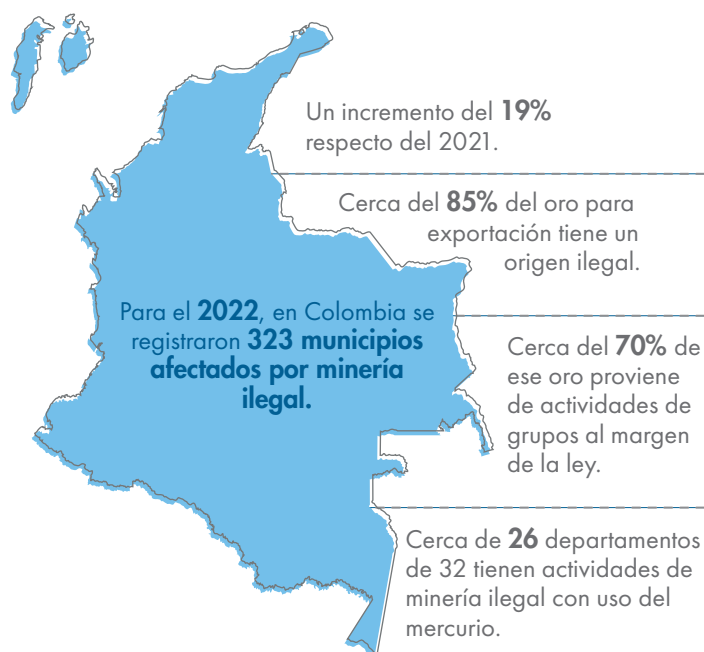 Un incremento del 19%
respecto del 2021.
Cerca del 85% del oro para
exportación tiene un
origen ilegal.
Para el 2022, en Colombia se
registraron 323 municipios
afectados por minería
ilegal.
Cerca del 70% de
ese oro proviene
de actividades de
grupos al margen
de la ley.
Cerca de 26 departamentos
de 32 tienen actividades de
minería ilegal con uso del
mercurio.